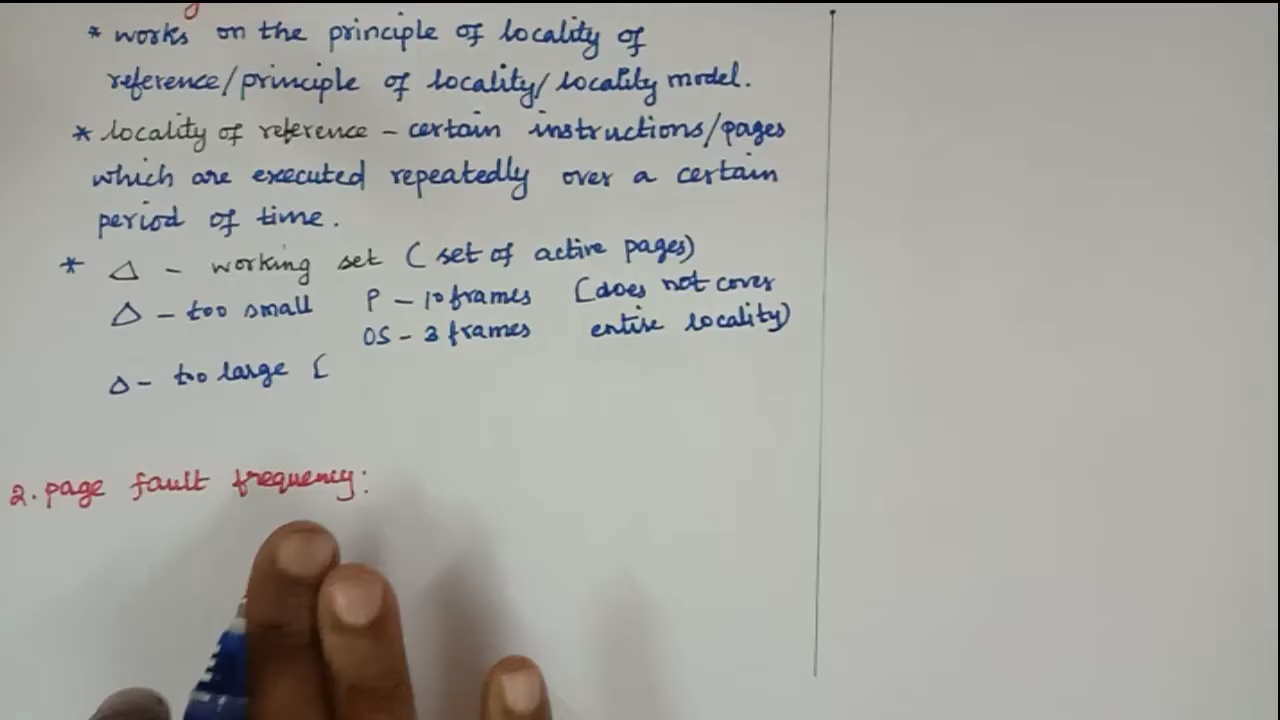 * works on the principle of locality of
reference/principle of locality/locality model.
* locality of reference - certain instructions/pages
which are executed repeatedly over a certain
period of time.
* Δ - working set ( set of active pages)
Δ - too small P - 10 frames [does not cover
OS - 3 frames entire locality)
Δ - too large [
2. page fault frequency: